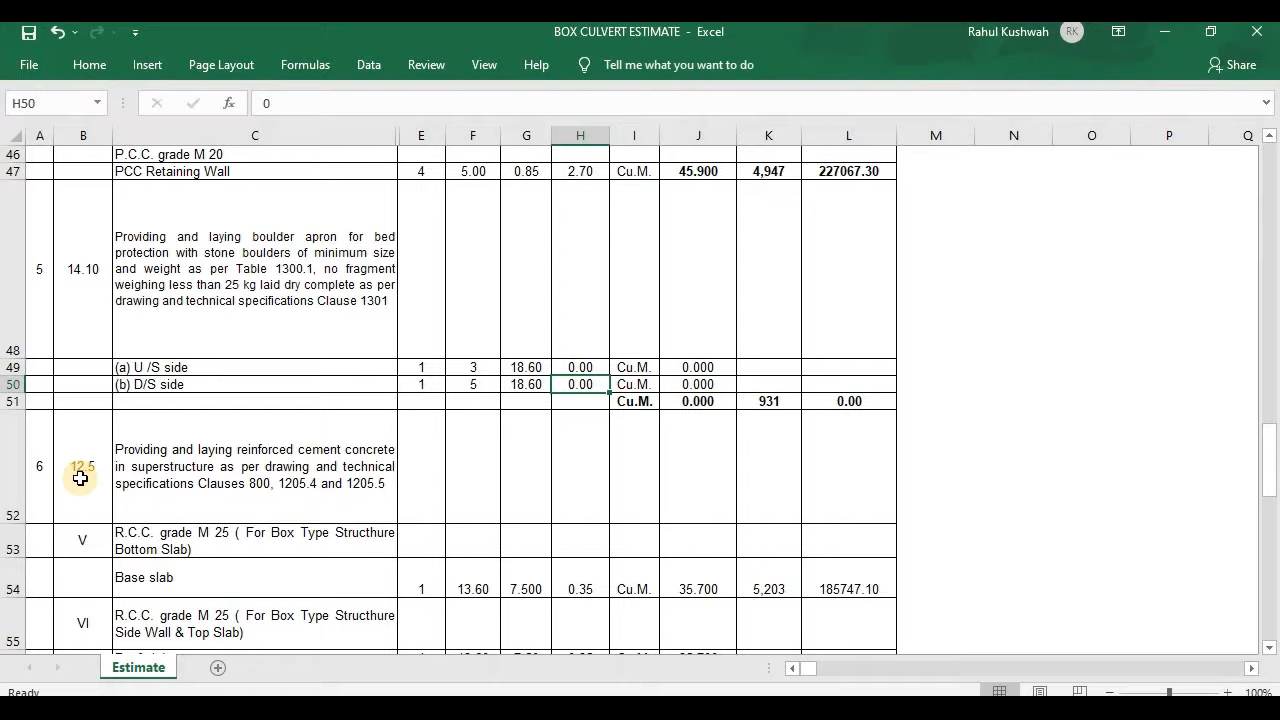 BOX CULVERT ESTIMATE - Excel
Rahul Kushwah
RK
File Home Insert Page Layout Formulas Data Review View Help Tell me what you want to do Share
H50 fx 0
A B C E F G H I J K L M N O P Q
46 P.C.C. grade M 20
47 PCC Retaining Wall 4 5.00 0.85 2.70 Cu.M. 45.900 4,947 227067.30
Providing and laying boulder apron for bed
protection with stone boulders of minimum size
5 14.10 and weight as per Table 1300.1, no fragment
weighing less than 25 kg laid dry complete as per
drawing and technical specifications Clause 1301
48
49 (a) U /S side 1 3 18.60 0.00 Cu.M. 0.000
50 (b) D/S side 1 5 18.60 0.00 Cu.M. 0.000
51 Cu.M. 0.000 931 0.00
Providing and laying reinforced cement concrete
6 12.5 in superstructure as per drawing and technical
specifications Clauses 800, 1205.4 and 1205.5
52
V R.C.C. grade M 25 ( For Box Type Structhure
53 Bottom Slab)
Base slab
54 1 13.60 7.500 0.35 Cu.M. 35.700 5,203 185747.10
VI R.C.C. grade M 25 ( For Box Type Structhure
Side Wall & Top Slab)
55
Estimate
Ready
100%